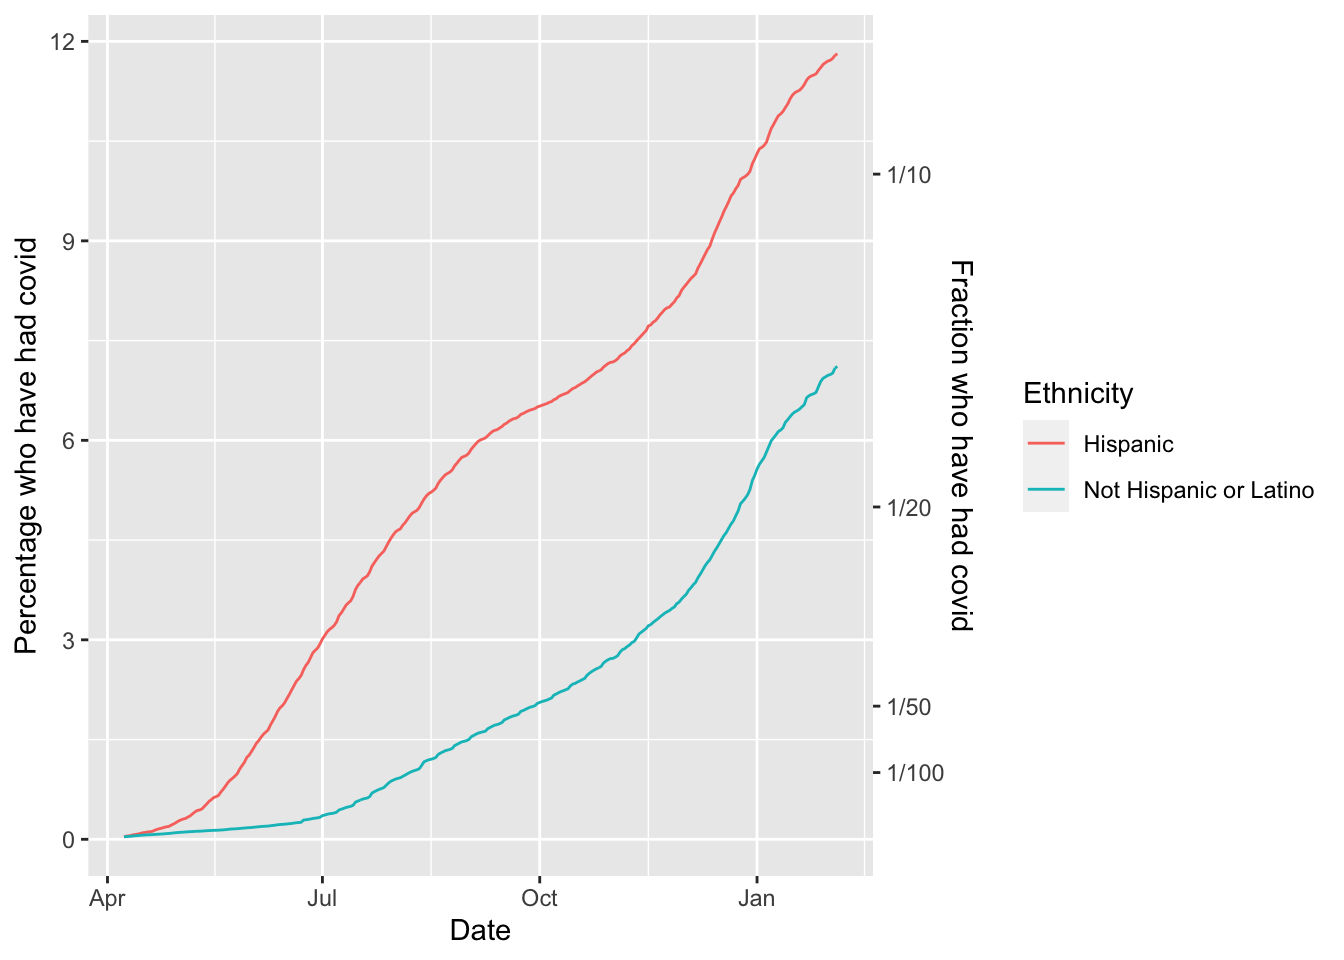 Percentage who have had covid
12
9
6
3
0
Apr
Jul
Oct
Jan
Date
1/10
1/20
1/50
1/100
Fraction who have had covid
Ethnicity
Hispanic
Not Hispanic or Latino